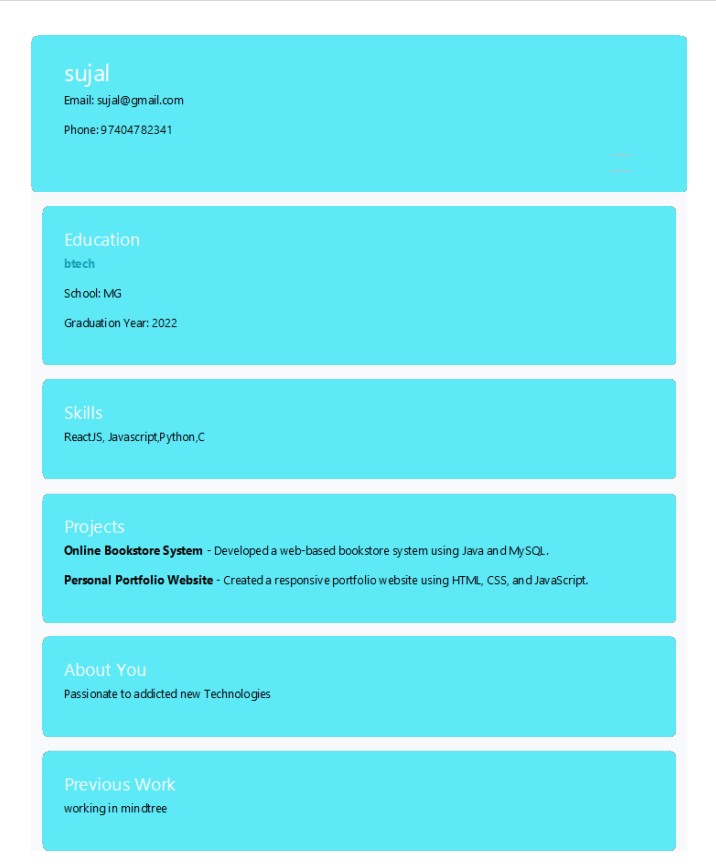 sujal
Email: sujal@gmail.com
Phone: 97404782341
Education
btech
School: MG
Graduation Year: 2022
Skills
ReactJS, Javascript,Python,C
Projects
Online Bookstore System - Developed a web-based bookstore system using Java and MySQL.
Personal Portfolio Website - Created a responsive portfolio website using HTML, CSS, and JavaScript.
About You
Passionate to addicted new Technologies
Previous Work
working in mindtree